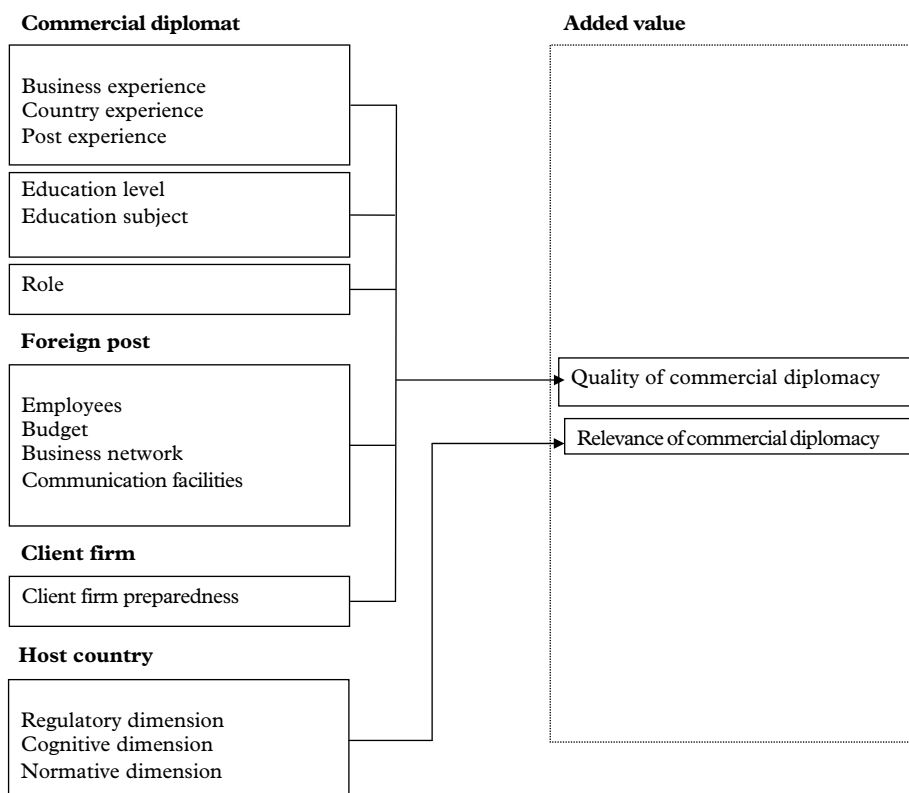 Commercial diplomat
Business experience
Country experience
Post experience
Education level
Education subject
Role
Foreign post
Employees
Budget
Business network
Communication facilities
Client firm
Client firm preparedness
Host country
Regulatory dimension
Cognitive dimension
Normative dimension
Added value
Quality of commercial diplomacy
Relevance of commercial diplomacy